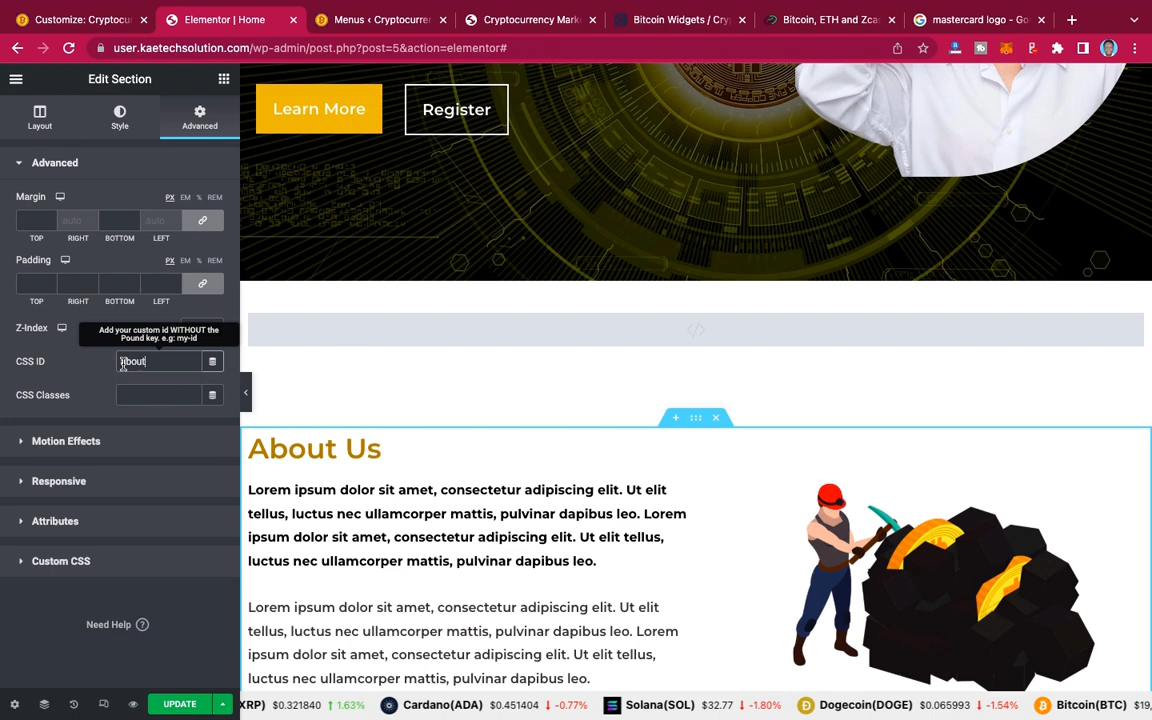 Customize: Cryptocur
Elementor | Home
Menus ‹ Cryptocurrer
Cryptocurrency Mark
Bitcoin Widgets / Cry
Bitcoin, ETH and Zcas
mastercard logo - Go
user.kaetechsolution.com/wp-admin/post.php?post=5&action=elementor#
Edit Section
Layout
Style
Advanced
Advanced
Margin
PX EM % REM
auto auto
TOP RIGHT BOTTOM LEFT
Padding
PX EM % REM
TOP RIGHT BOTTOM LEFT
Z-Index
Add your custom id WITHOUT the
Pound key. e.g: my-id
CSS ID
about
CSS Classes
Motion Effects
Responsive
Attributes
Custom CSS
Need Help ?
UPDATE
Learn More
Register
</>
About Us
Lorem ipsum dolor sit amet, consectetur adipiscing elit. Ut elit
tellus, luctus nec ullamcorper mattis, pulvinar dapibus leo. Lorem
ipsum dolor sit amet, consectetur adipiscing elit. Ut elit tellus,
luctus nec ullamcorper mattis, pulvinar dapibus leo.
Lorem ipsum dolor sit amet, consectetur adipiscing elit. Ut elit
tellus, luctus nec ullamcorper mattis, pulvinar dapibus leo. Lorem
ipsum dolor sit amet, consectetur adipiscing elit. Ut elit tellus,
luctus nec ullamcorper mattis, pulvinar dapibus leo.
XRP) $0.321840 ↑ 1.63% Cardano(ADA) $0.451404 ↓ -0.77% Solana(SOL) $32.77 ↓ -1.80% Dogecoin(DOGE) $0.065993 ↓ -1.54% Bitcoin(BTC) $19,